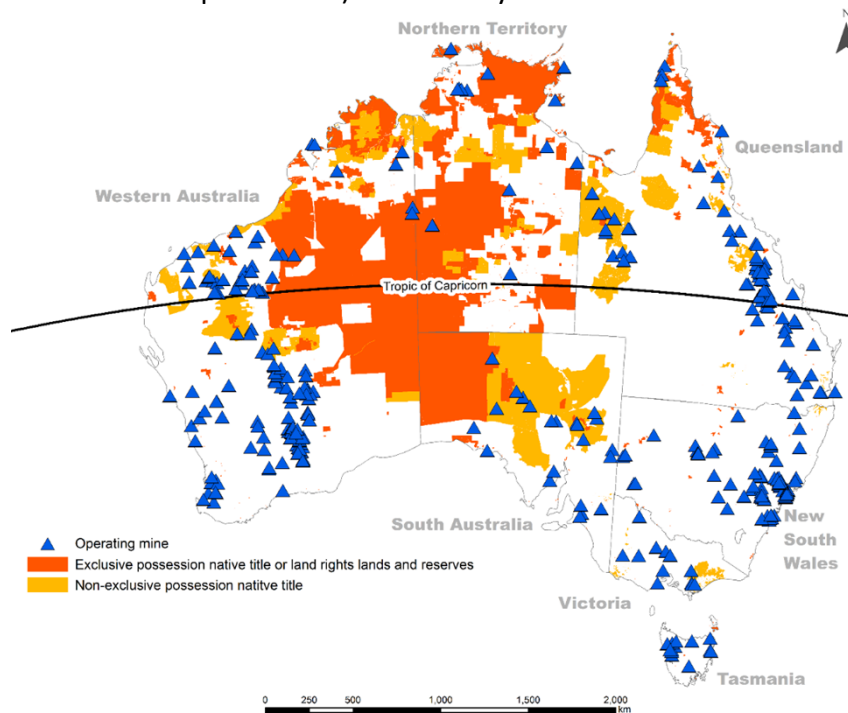 N
Northern Territory
Queensland
Western Australia
Tropic of Capricorn
South Australia
New
South
Wales
Operating mine
Exclusive possession native title or land rights lands and reserves
Non-exclusive possession natitve title
Victoria
Tasmania
0 250 500 1,000 1,500 2,000
km